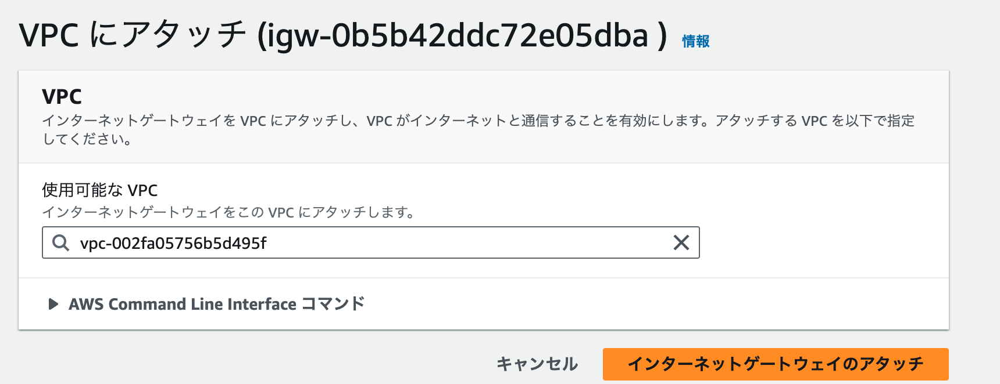 VPC にアタッチ (igw-0b5b42ddc72e05dba ) 情報
VPC
インターネットゲートウェイを VPC にアタッチし、VPC がインターネットと通信することを有効にします。アタッチする VPC を以下で指定
してください。
使用可能な VPC
インターネットゲートウェイをこの VPC にアタッチします。
vpc-002fa05756b5d495f
AWS Command Line Interface コマンド
キャンセル インターネットゲートウェイのアタッチ